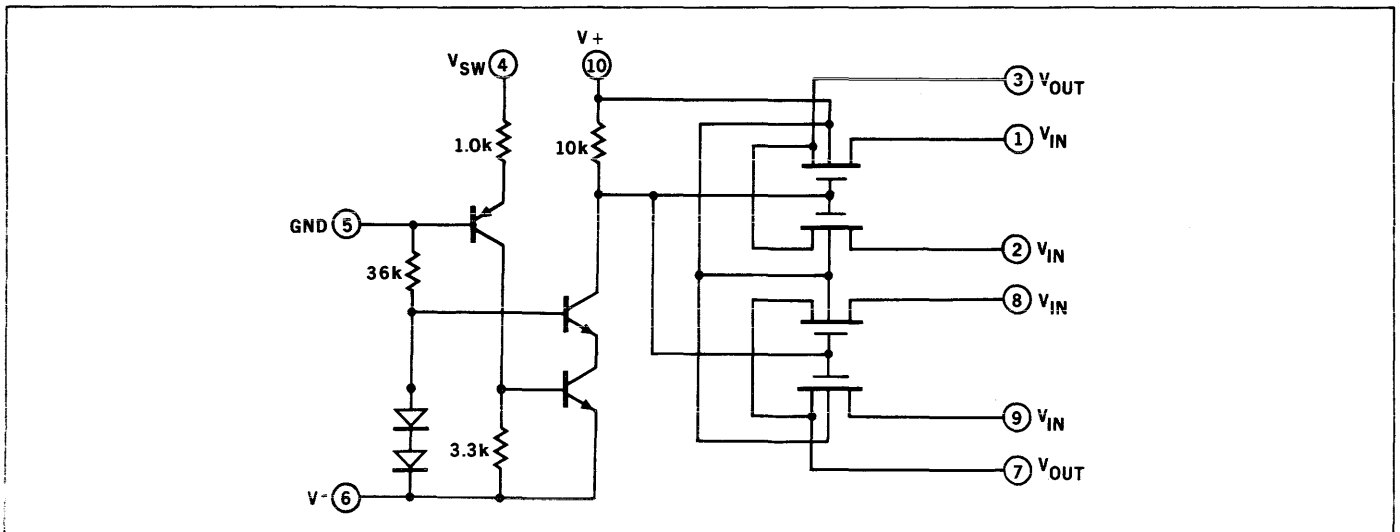 V+
VSW 4
10
3 VOUT
1.0k
10k
1 VIN
GND 5
36k
2 VIN
8 VIN
9 VIN
3.3k
7 VOUT
V- 6